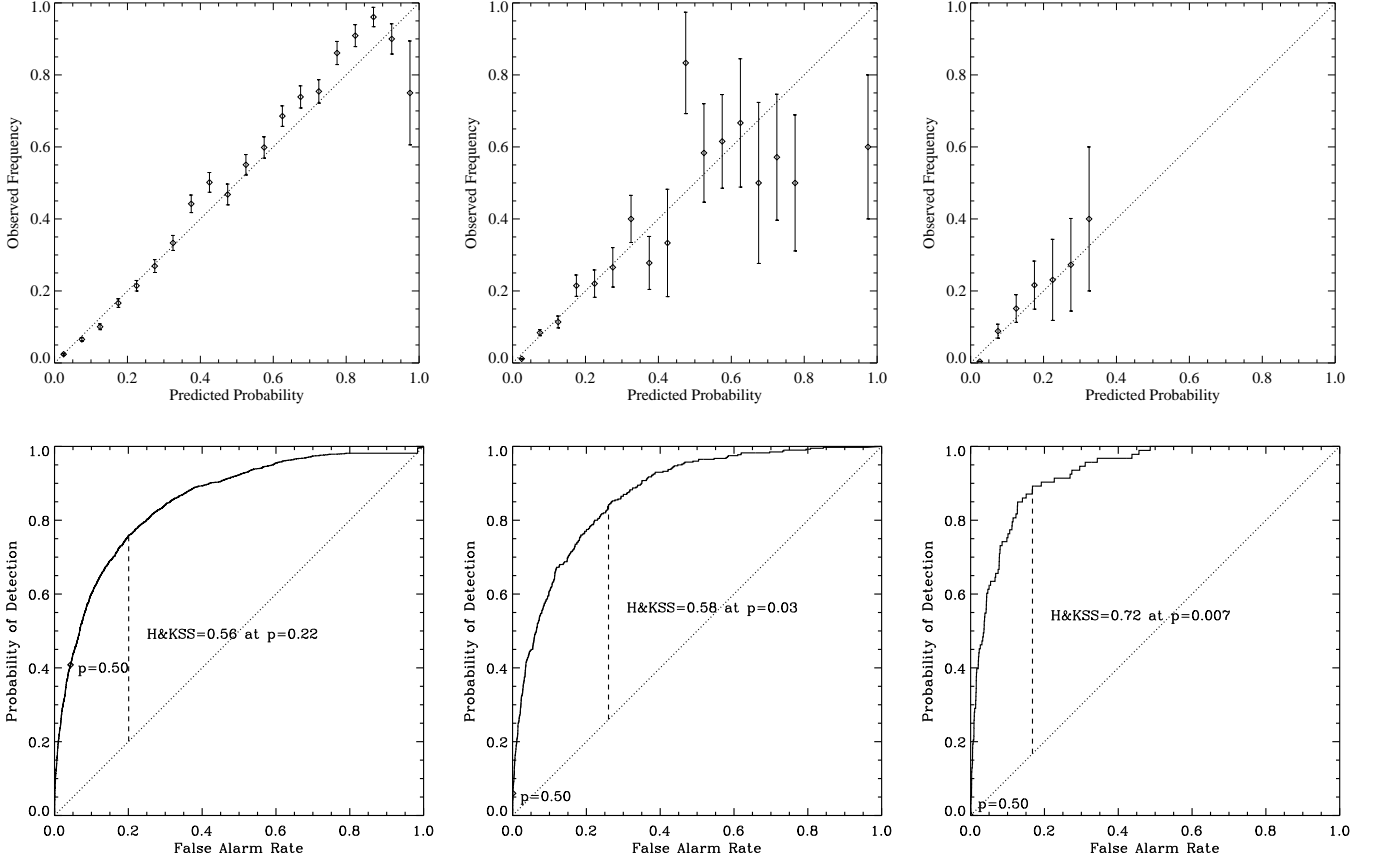 1.0
0.8
0.6
0.4
0.2
0.0
Observed Frequency
0.0 0.2 0.4 0.6 0.8 1.0
Predicted Probability
1.0
0.8
0.6
0.4
0.2
0.0
Observed Frequency
0.0 0.2 0.4 0.6 0.8 1.0
Predicted Probability
1.0
0.8
0.6
0.4
0.2
0.0
Observed Frequency
0.0 0.2 0.4 0.6 0.8 1.0
Predicted Probability
1.0
0.8
0.6
0.4
0.2
0.0
Probability of Detection
H&KSS=0.56 at p=0.22
p=0.50
0.0 0.2 0.4 0.6 0.8 1.0
False Alarm Rate
1.0
0.8
0.6
0.4
0.2
0.0
Probability of Detection
H&KSS=0.58 at p=0.03
p=0.50
0.0 0.2 0.4 0.6 0.8 1.0
False Alarm Rate
1.0
0.8
0.6
0.4
0.2
0.0
Probability of Detection
H&KSS=0.72 at p=0.007
p=0.50
0.0 0.2 0.4 0.6 0.8 1.0
False Alarm Rate